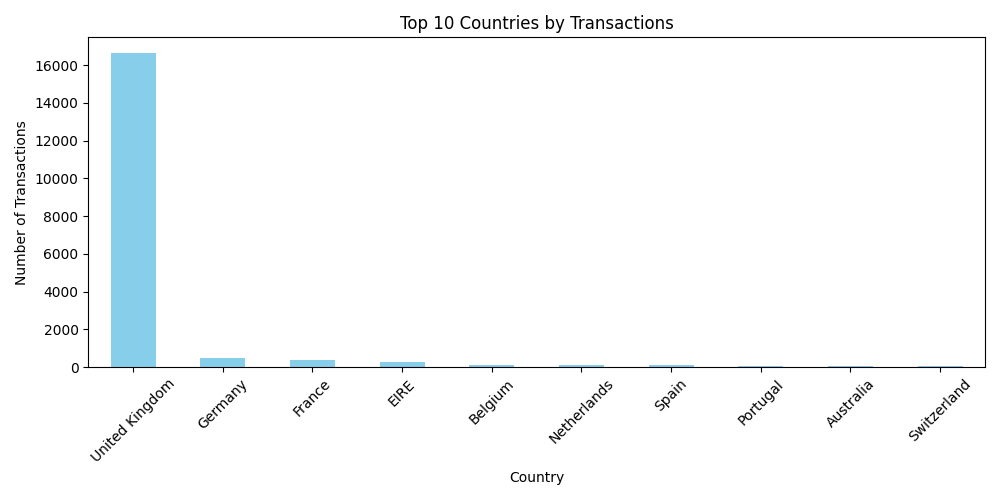 Top 10 Countries by Transactions
Number of Transactions
16000
14000
12000
10000
8000
6000
4000
2000
0
United Kingdom
Germany
France
EIRE
Belgium
Netherlands
Spain
Portugal
Australia
Switzerland
Country